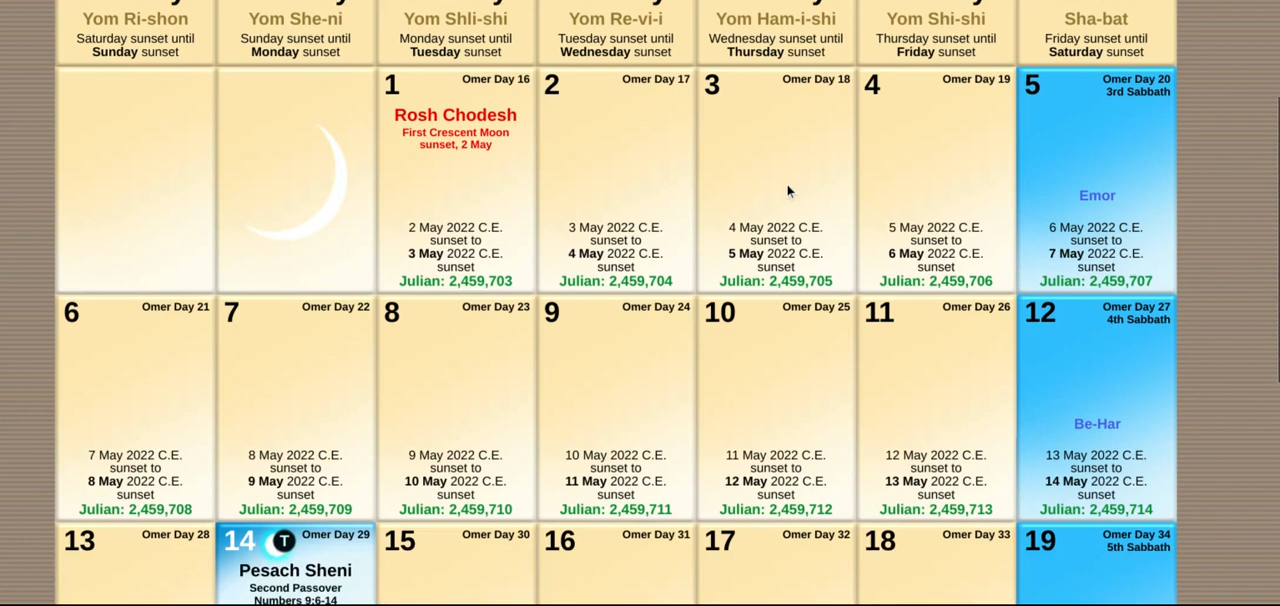 Yom Ri-shon
Saturday sunset until
Sunday sunset
Yom She-ni
Sunday sunset until
Monday sunset
Yom Shli-shi
Monday sunset until
Tuesday sunset
Yom Re-vi-i
Tuesday sunset until
Wednesday sunset
Yom Ham-i-shi
Wednesday sunset until
Thursday sunset
Yom Shi-shi
Thursday sunset until
Friday sunset
Sha-bat
Friday sunset until
Saturday sunset
1
Omer Day 16
Rosh Chodesh
First Crescent Moon
sunset, 2 May
2 May 2022 C.E.
sunset to
3 May 2022 C.E.
sunset
Julian: 2,459,703
2
Omer Day 17
3 May 2022 C.E.
sunset to
4 May 2022 C.E.
sunset
Julian: 2,459,704
3
Omer Day 18
4 May 2022 C.E.
sunset to
5 May 2022 C.E.
sunset
Julian: 2,459,705
4
Omer Day 19
5 May 2022 C.E.
sunset to
6 May 2022 C.E.
sunset
Julian: 2,459,706
5
Omer Day 20
3rd Sabbath
Emor
6 May 2022 C.E.
sunset to
7 May 2022 C.E.
sunset
Julian: 2,459,707
6
Omer Day 21
7 May 2022 C.E.
sunset to
8 May 2022 C.E.
sunset
Julian: 2,459,708
7
Omer Day 22
8 May 2022 C.E.
sunset to
9 May 2022 C.E.
sunset
Julian: 2,459,709
8
Omer Day 23
9 May 2022 C.E.
sunset to
10 May 2022 C.E.
sunset
Julian: 2,459,710
9
Omer Day 24
10 May 2022 C.E.
sunset to
11 May 2022 C.E.
sunset
Julian: 2,459,711
10
Omer Day 25
11 May 2022 C.E.
sunset to
12 May 2022 C.E.
sunset
Julian: 2,459,712
11
Omer Day 26
12 May 2022 C.E.
sunset to
13 May 2022 C.E.
sunset
Julian: 2,459,713
12
Omer Day 27
4th Sabbath
Be-Har
13 May 2022 C.E.
sunset to
14 May 2022 C.E.
sunset
Julian: 2,459,714
13
Omer Day 28
14
T
Omer Day 29
Pesach Sheni
Second Passover
Numbers 9:6-14
15
Omer Day 30
16
Omer Day 31
17
Omer Day 32
18
Omer Day 33
19
Omer Day 34
5th Sabbath